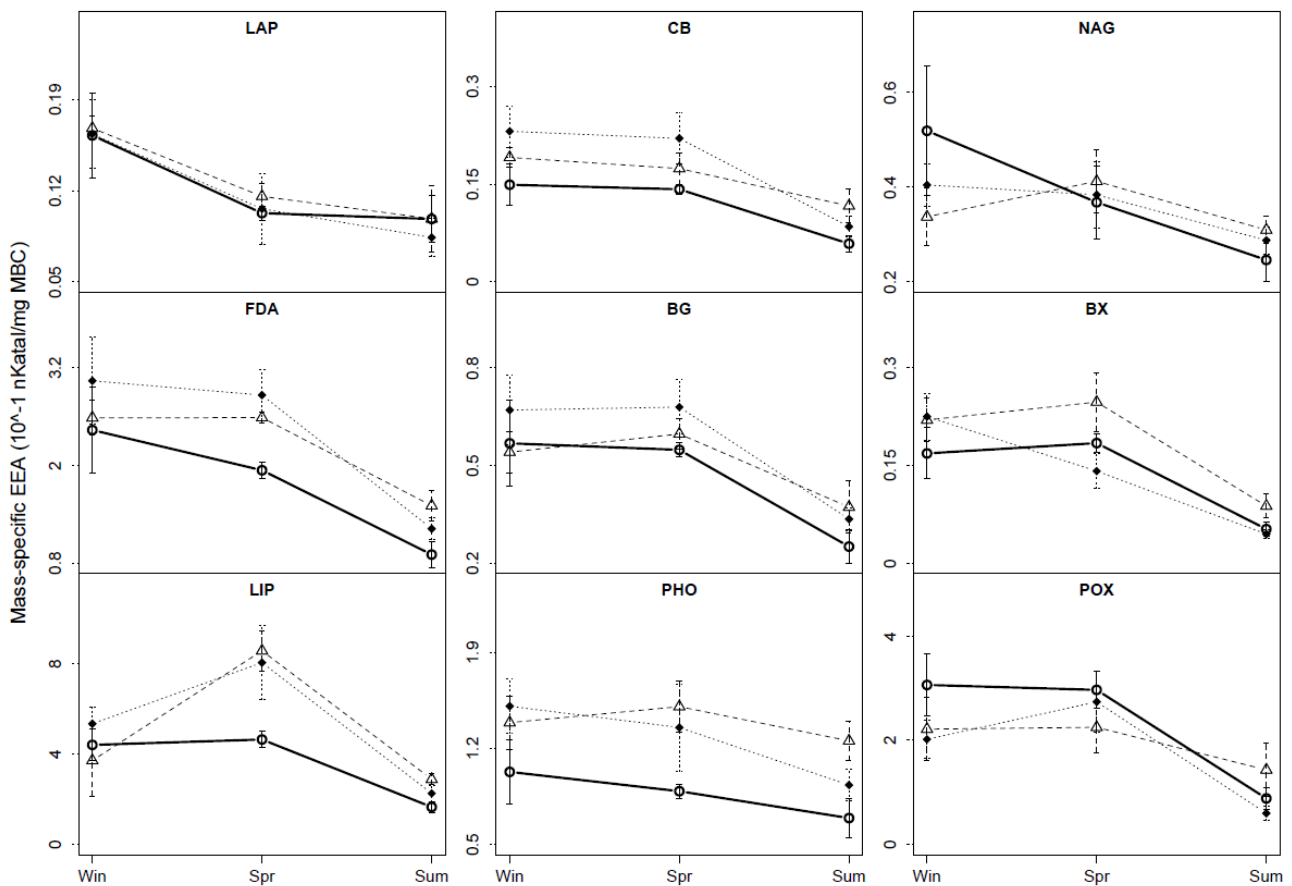 Mass-specific EEA (10^-1 nKatal/mg MBC)
LAP
0.19
0.12
0.05
CB
0.3
0.15
0
NAG
0.6
0.4
0.2
FDA
3.2
2
0.8
BG
0.8
0.5
0.2
BX
0.3
0.15
0
LIP
8
4
0
PHO
1.9
1.2
0.5
POX
4
2
0
Win Spr Sum
Win Spr Sum
Win Spr Sum